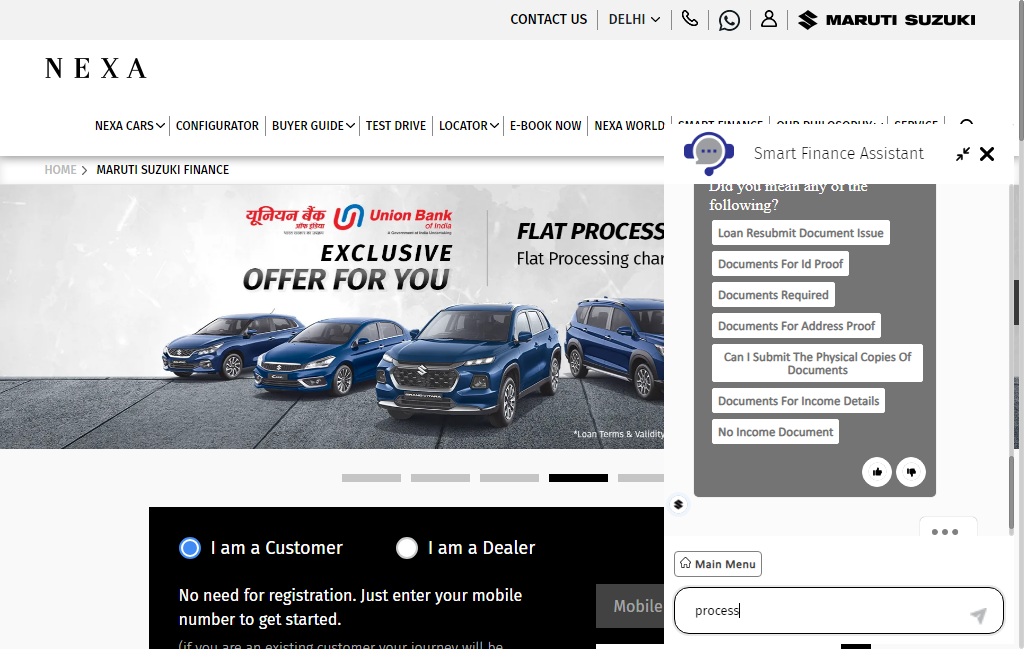 CONTACT US
DELHI
MARUTI SUZUKI
NEXA
NEXA CARS
CONFIGURATOR
BUYER GUIDE
TEST DRIVE
LOCATOR
E-BOOK NOW
NEXA WORLD
SMART FINANCE
OUR PHILOSOPHY
SERVICE
HOME
MARUTI SUZUKI FINANCE
यूनियन बैंक
ऑफ इंडिया
Union Bank
of India
A Government of India Undertaking
EXCLUSIVE
OFFER FOR YOU
FLAT PROCESS
Flat Processing char
*Loan Terms & Validity
I am a Customer
I am a Dealer
No need for registration. Just enter your mobile
number to get started.
(if you are an existing customer your journey will be
Mobile
Smart Finance Assistant
Did you mean any of the
following?
Loan Resubmit Document Issue
Documents For Id Proof
Documents Required
Documents For Address Proof
Can I Submit The Physical Copies Of
Documents
Documents For Income Details
No Income Document
Main Menu
process